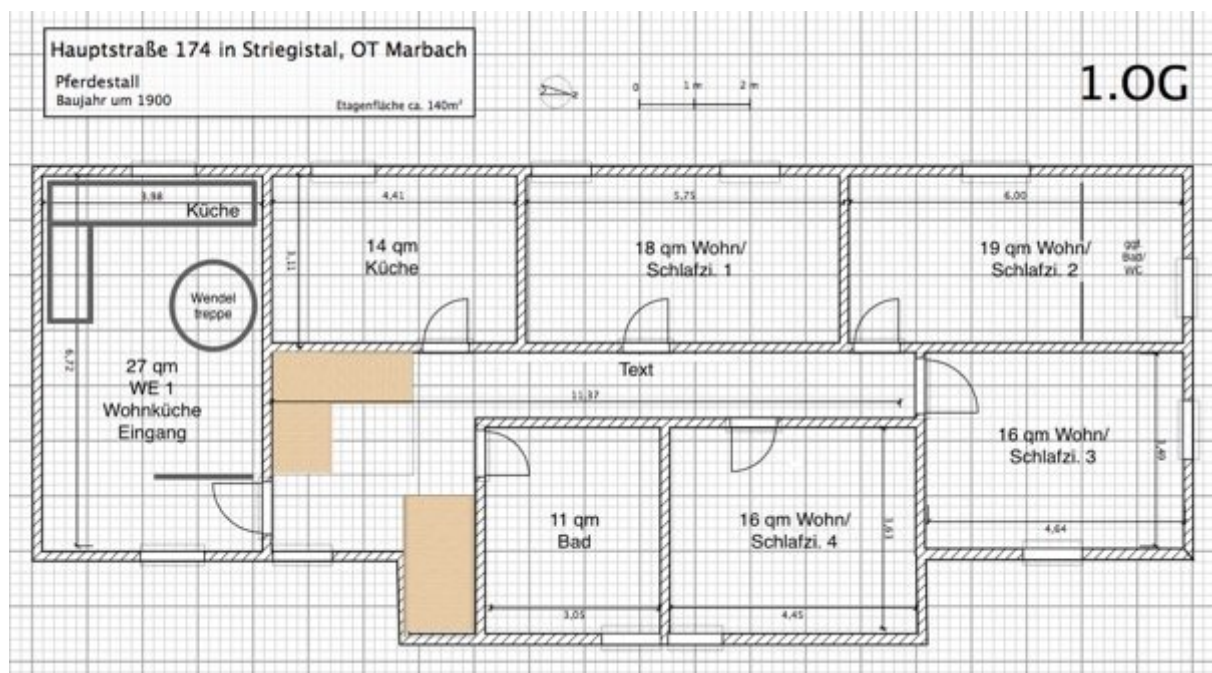 Hauptstraße 174 in Striegistal, OT Marbach
Pferdestall
Baujahr um 1900
Etagenfläche ca. 140m²
0 1 m 2 m
1.OG
3,98
Küche
Wendel
treppe
6,72
27 qm
WE 1
Wohnküche
Eingang
4,41
3,11
14 qm
Küche
5,75
18 qm Wohn/
Schlafzi. 1
6,00
19 qm Wohn/
Schlafzi. 2
ggf.
Bad/
WC
Text
11,37
16 qm Wohn/
Schlafzi. 3
3,49
4,64
11 qm
Bad
3,05
16 qm Wohn/
Schlafzi. 4
3,63
4,45